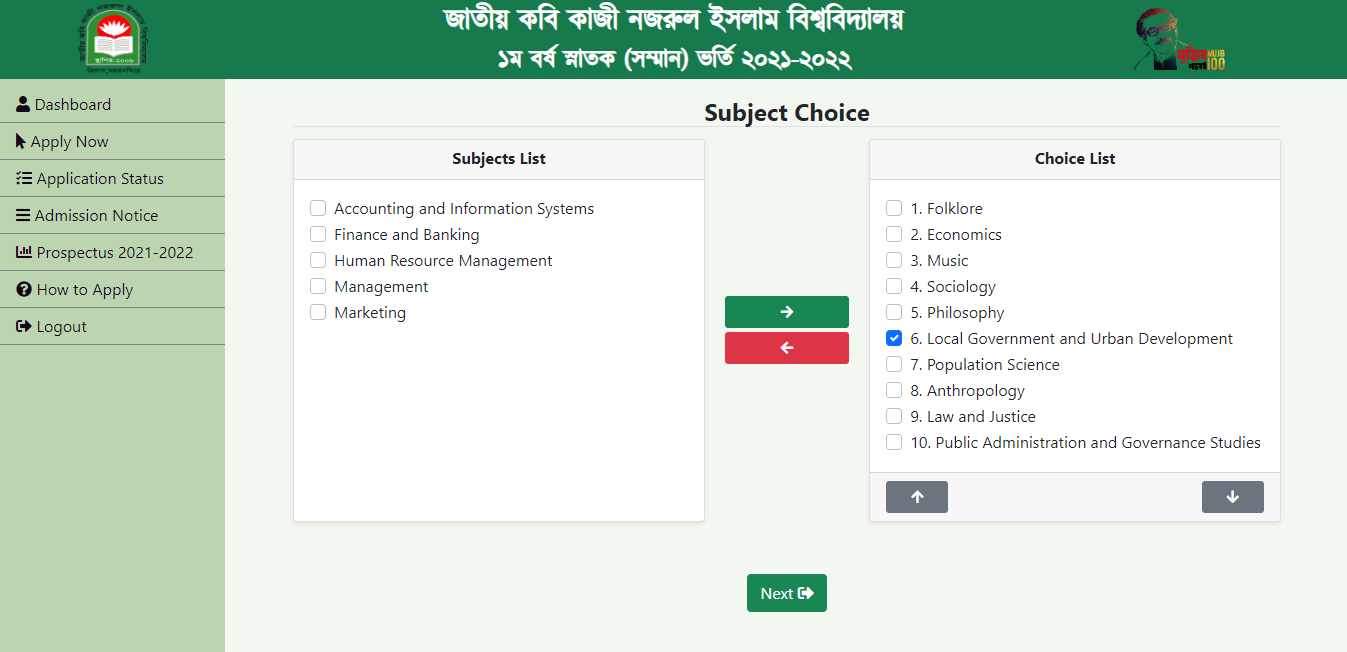 জাতীয় কবি কাজী নজরুল ইসলাম বিশ্ববিদ্যালয়
১ম বর্ষ স্নাতক (সম্মান) ভর্তি ২০২১-২০২২
MUJIB
100
Dashboard
Apply Now
Application Status
Admission Notice
Prospectus 2021-2022
How to Apply
Logout
Subject Choice
Subjects List
Accounting and Information Systems
Finance and Banking
Human Resource Management
Management
Marketing
Choice List
1. Folklore
2. Economics
3. Music
4. Sociology
5. Philosophy
6. Local Government and Urban Development
7. Population Science
8. Anthropology
9. Law and Justice
10. Public Administration and Governance Studies
Next